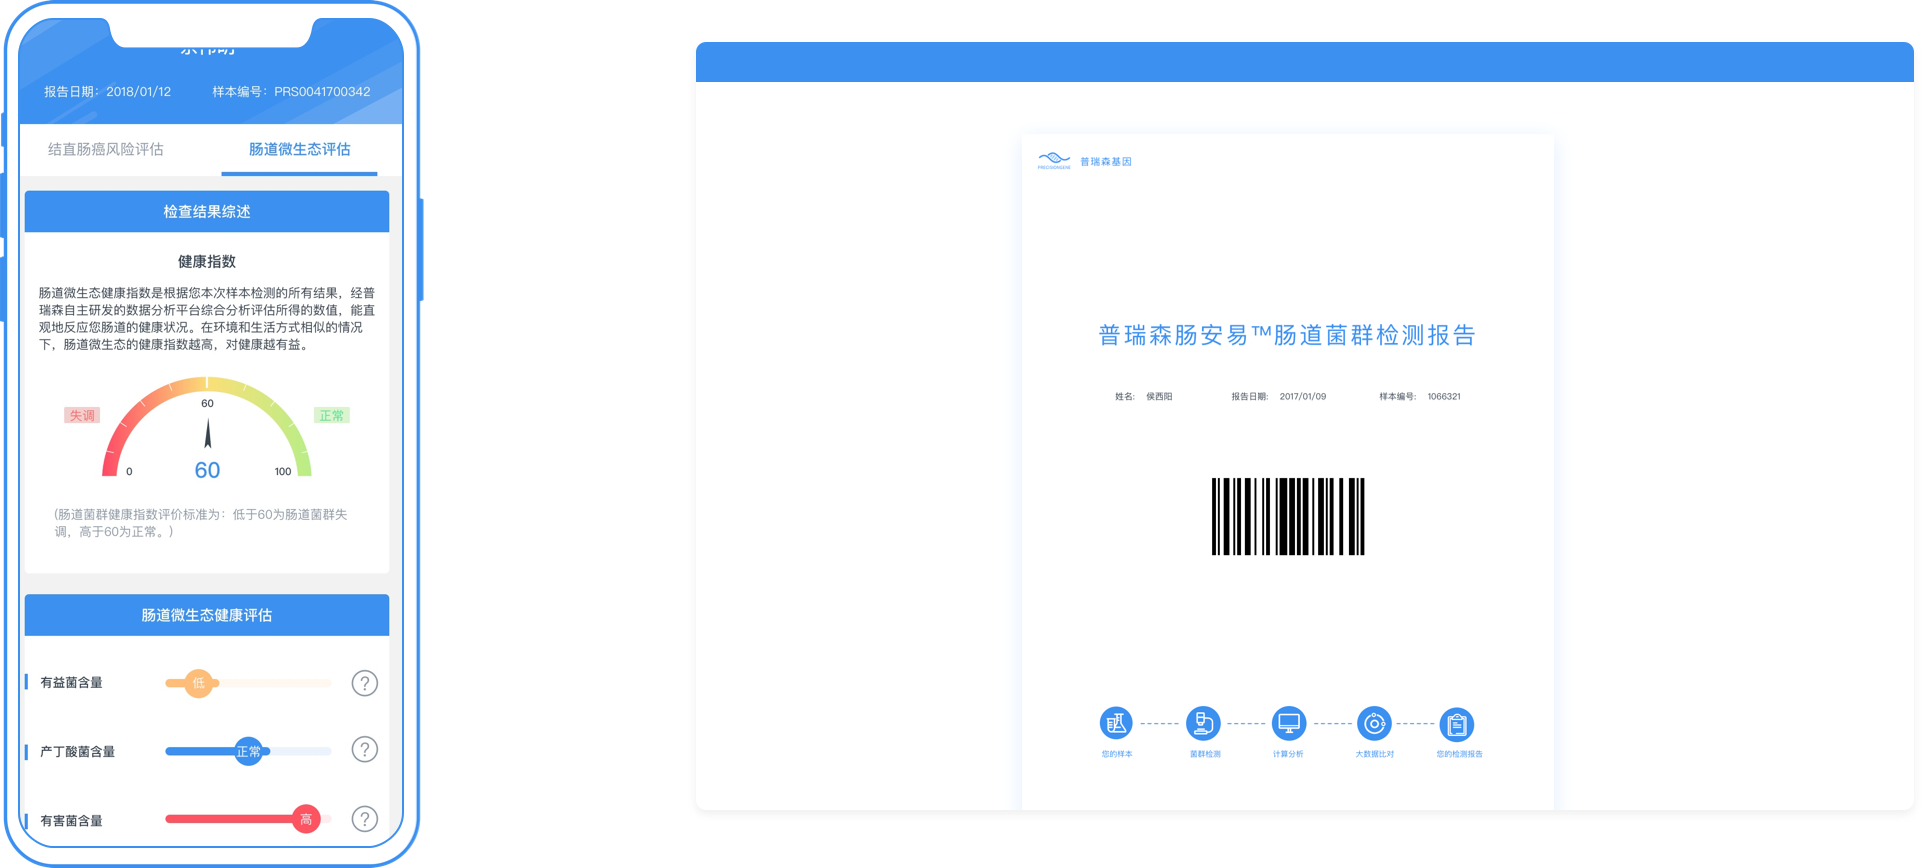 报告日期：2018/01/12
样本编号：PRS0041700342
结直肠癌风险评估
肠道微生态评估
检查结果综述
健康指数
肠道微生态健康指数是根据您本次样本检测的所有结果，经普
瑞森自主研发的数据分析平台综合分析评估所得的数值，能直
观地反应您肠道的健康状况。在环境和生活方式相似的情况
下，肠道微生态的健康指数越高，对健康越有益。
失调
60
正常
0
60
100
(肠道菌群健康指数评价标准为：低于60为肠道菌群失
调，高于60为正常。)
肠道微生态健康评估
有益菌含量
低
?
产丁酸菌含量
正常
?
有害菌含量
高
?
PRECISIONGENE
普瑞森基因
普瑞森肠安易™肠道菌群检测报告
姓名： 侯西阳
报告日期： 2017/01/09
样本编号： 1066321
您的样本
菌群检测
计算分析
大数据比对
您的检测报告